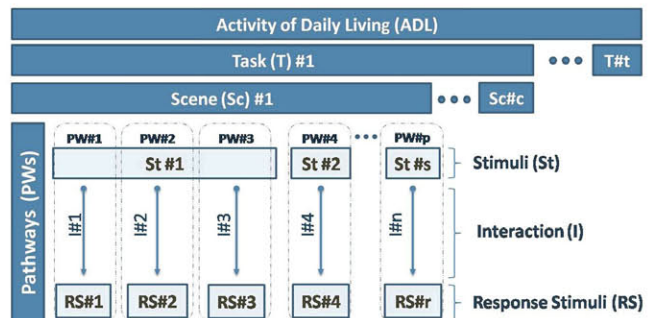 Activity of Daily Living (ADL)
Task (T) #1
T#t
Scene (Sc) #1
Sc#c
Pathways (PWs)
PW#1 PW#2 PW#3 PW#4 PW#p
St #1 St #2 St #s
Stimuli (St)
I#1 I#2 I#3 I#4 I#n
Interaction (I)
RS#1 RS#2 RS#3 RS#4 RS#r
Response Stimuli (RS)